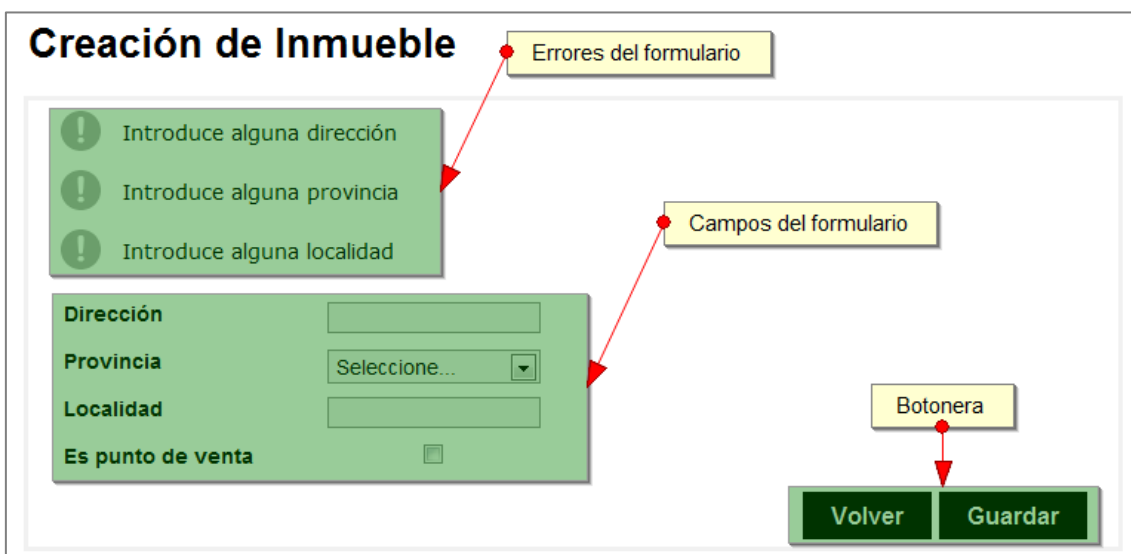 Creación de Inmueble
Errores del formulario
Introduce alguna dirección
Introduce alguna provincia
Introduce alguna localidad
Campos del formulario
Dirección
Provincia Seleccione...
Localidad
Es punto de venta
Botonera
Volver Guardar